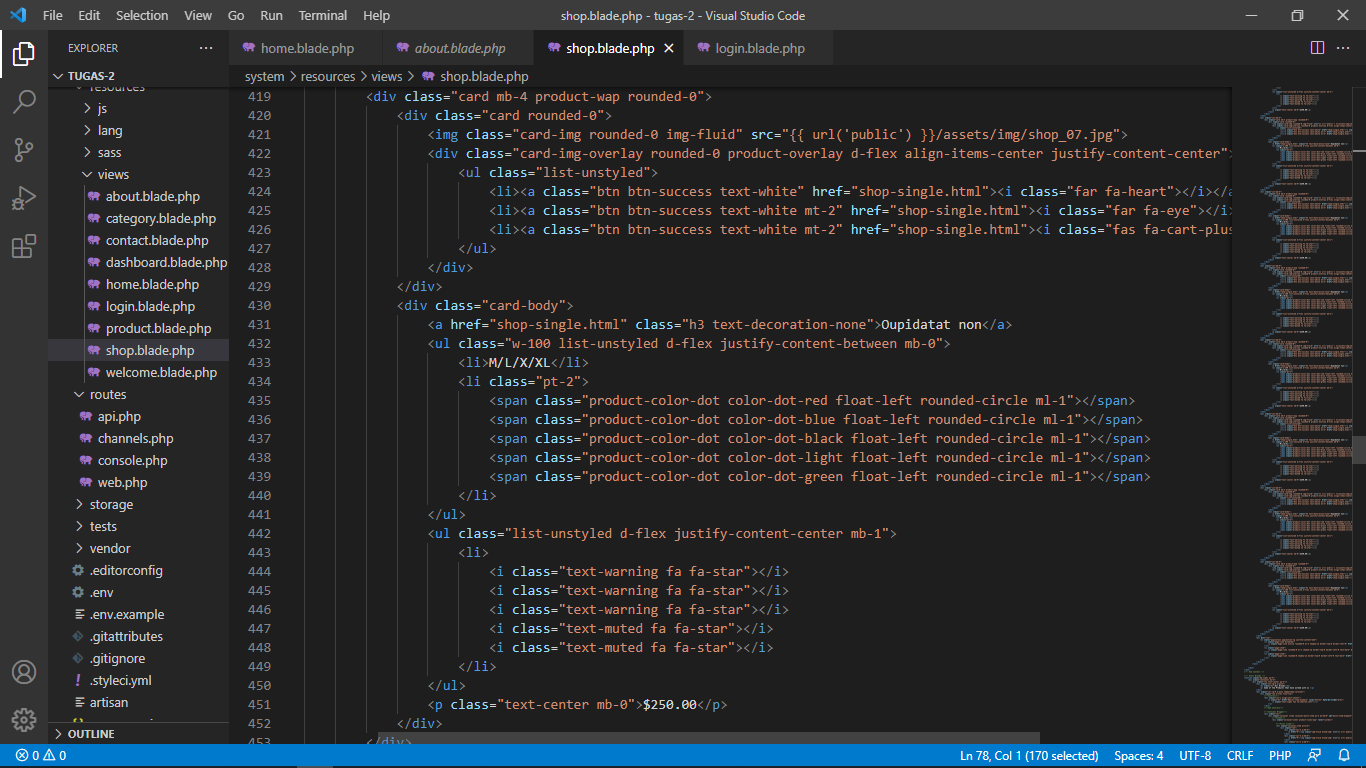 File Edit Selection View Go Run Terminal Help
shop.blade.php - tugas-2 - Visual Studio Code
EXPLORER
home.blade.php
about.blade.php
shop.blade.php
login.blade.php
TUGAS-2
system > resources > views > shop.blade.php
resources
js
lang
sass
views
about.blade.php
category.blade.php
contact.blade.php
dashboard.blade.php
home.blade.php
login.blade.php
product.blade.php
shop.blade.php
welcome.blade.php
routes
api.php
channels.php
console.php
web.php
storage
tests
vendor
.editorconfig
.env
.env.example
.gitattributes
.gitignore
.styleci.yml
artisan
OUTLINE
419 <div class="card mb-4 product-wap rounded-0">
420 <div class="card rounded-0">
421 <img class="card-img rounded-0 img-fluid" src="{{ url('public') }}/assets/img/shop_07.jpg">
422 <div class="card-img-overlay rounded-0 product-overlay d-flex align-items-center justify-content-center"
423 <ul class="list-unstyled">
424 <li><a class="btn btn-success text-white" href="shop-single.html"><i class="far fa-heart"></i></a
425 <li><a class="btn btn-success text-white mt-2" href="shop-single.html"><i class="far fa-eye"></i
426 <li><a class="btn btn-success text-white mt-2" href="shop-single.html"><i class="fas fa-cart-plus
427 </ul>
428 </div>
429 </div>
430 <div class="card-body">
431 <a href="shop-single.html" class="h3 text-decoration-none">Oupidatat non</a>
432 <ul class="w-100 list-unstyled d-flex justify-content-between mb-0">
433 <li>M/L/X/XL</li>
434 <li class="pt-2">
435 <span class="product-color-dot color-dot-red float-left rounded-circle ml-1"></span>
436 <span class="product-color-dot color-dot-blue float-left rounded-circle ml-1"></span>
437 <span class="product-color-dot color-dot-black float-left rounded-circle ml-1"></span>
438 <span class="product-color-dot color-dot-light float-left rounded-circle ml-1"></span>
439 <span class="product-color-dot color-dot-green float-left rounded-circle ml-1"></span>
440 </li>
441 </ul>
442 <ul class="list-unstyled d-flex justify-content-center mb-1">
443 <li>
444 <i class="text-warning fa fa-star"></i>
445 <i class="text-warning fa fa-star"></i>
446 <i class="text-warning fa fa-star"></i>
447 <i class="text-muted fa fa-star"></i>
448 <i class="text-muted fa fa-star"></i>
449 </li>
450 </ul>
451 <p class="text-center mb-0">$250.00</p>
452 </div>
453 </div>
0 0 Ln 78, Col 1 (170 selected) Spaces: 4 UTF-8 CRLF PHP